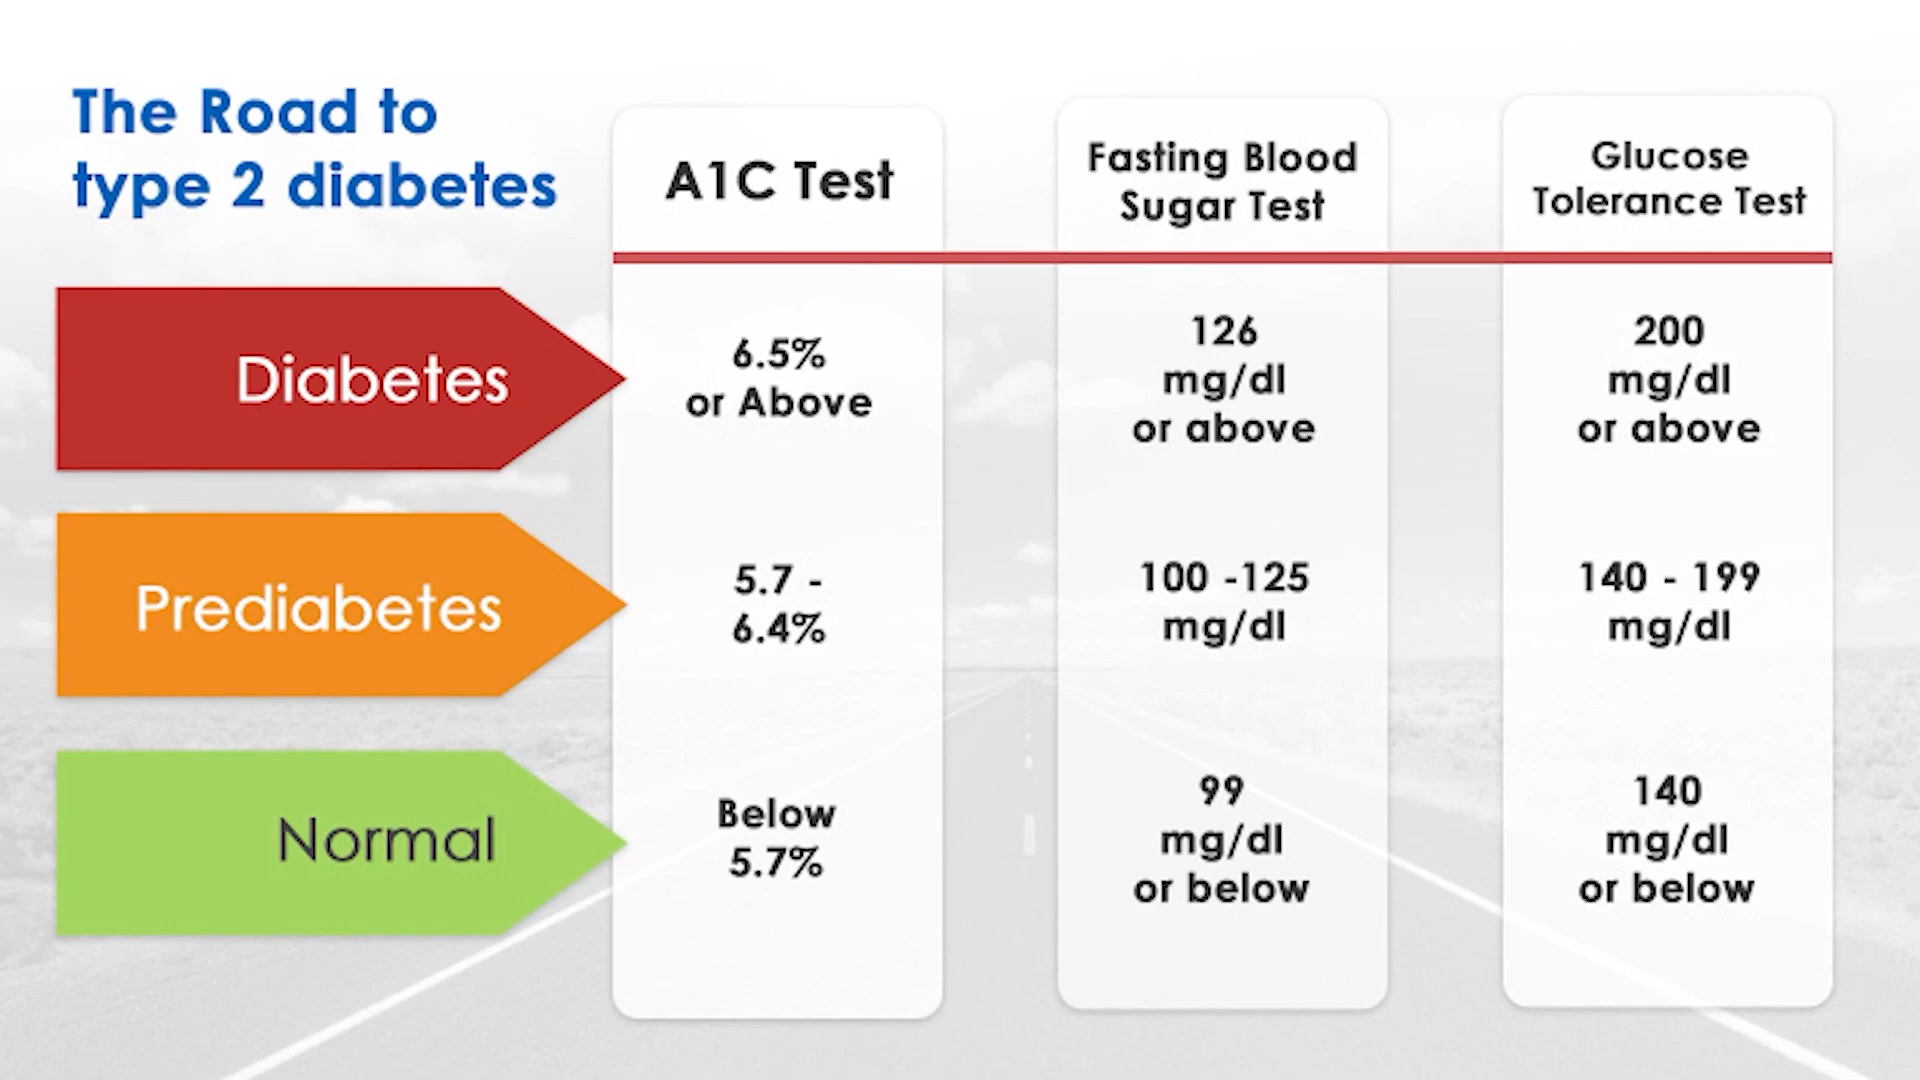 The Road to
type 2 diabetes
A1C Test
Fasting Blood
Sugar Test
Glucose
Tolerance Test
Diabetes
6.5%
or Above
126
mg/dl
or above
200
mg/dl
or above
Prediabetes
5.7 -
6.4%
100 -125
mg/dl
140 - 199
mg/dl
Normal
Below
5.7%
99
mg/dl
or below
140
mg/dl
or below